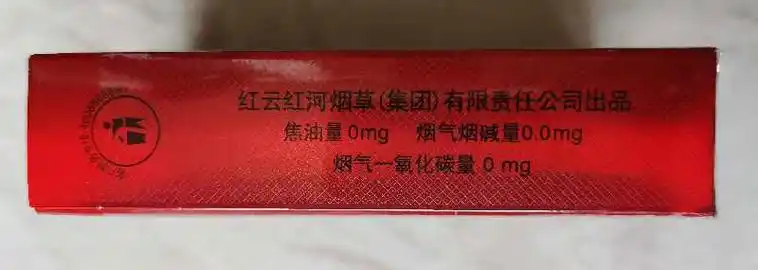 红云红河烟草(集团)有限责任公司出品
焦油量0mg 烟气烟碱量0.0mg
烟气一氧化碳量 0 mg